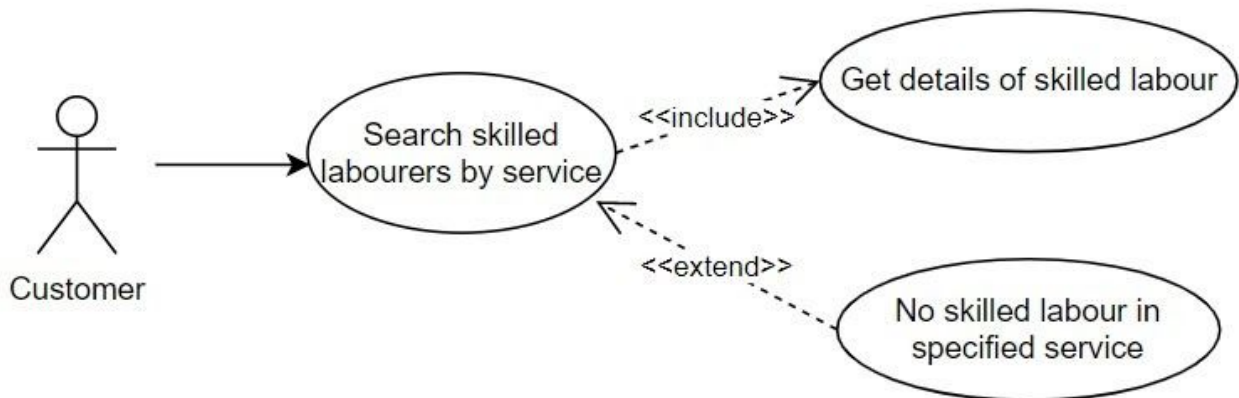 Get details of skilled labour
<<include>>
Search skilled
labourers by service
<<extend>>
Customer
No skilled labour in
specified service